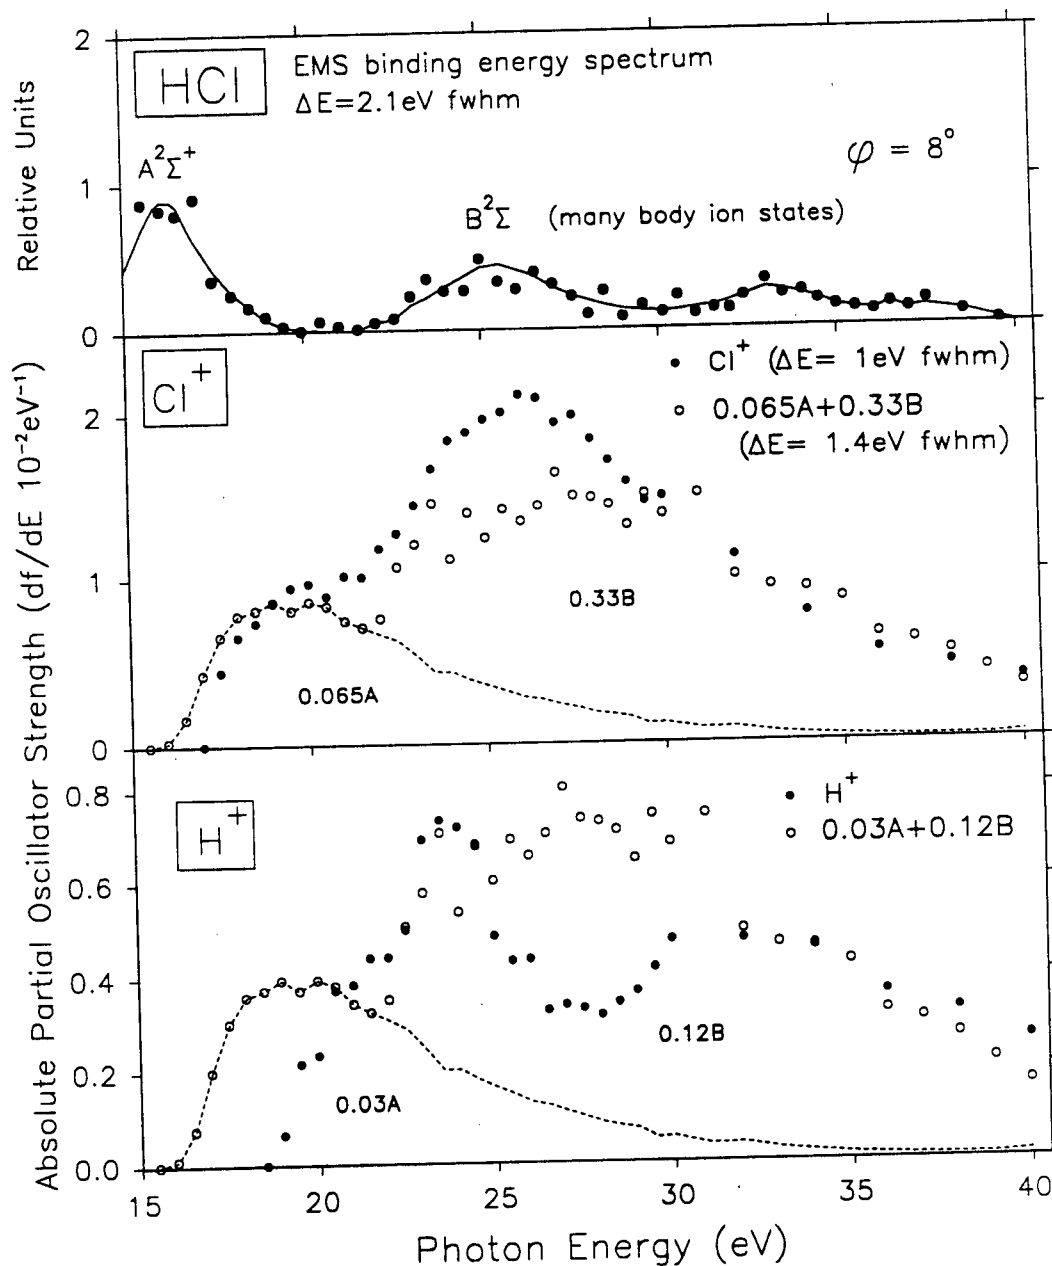 2
HCl
EMS binding energy spectrum
ΔE=2.1eV fwhm
φ = 8°
A²Σ⁺
1
B²Σ (many body ion states)
Relative Units
0
Cl⁺
Cl⁺ (ΔE= 1eV fwhm)
0.065A+0.33B
(ΔE= 1.4eV fwhm)
2
1
0.33B
0.065A
0
Absolute Partial Oscillator Strength (df/dE 10⁻²eV⁻¹)
H⁺
H⁺
0.03A+0.12B
0.8
0.6
0.4
0.12B
0.2
0.03A
0.0
15 20 25 30 35 40
Photon Energy (eV)